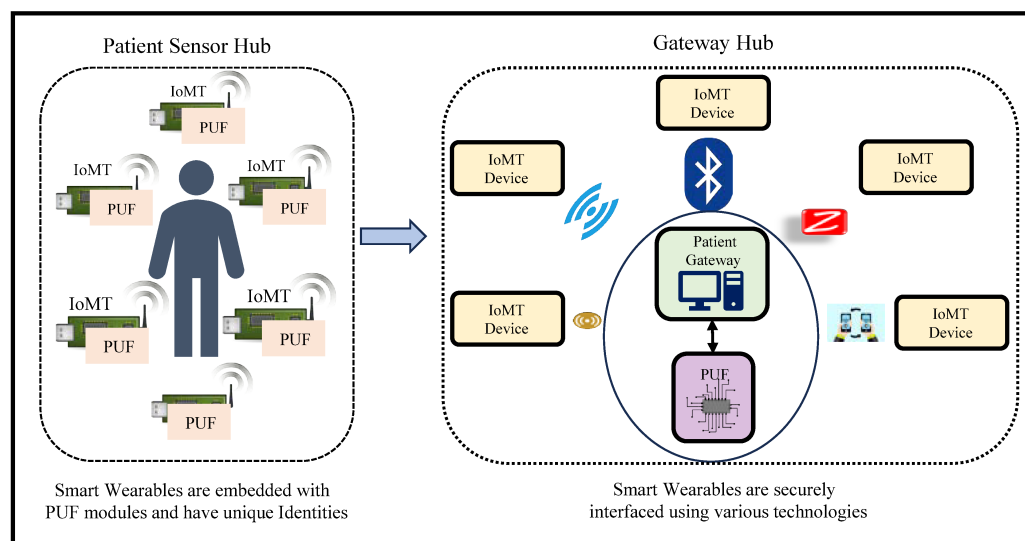 Patient Sensor Hub
IoMT
PUF
IoMT
PUF
IoMT
PUF
IoMT
PUF
IoMT
PUF
PUF
Smart Wearables are embedded with
PUF modules and have unique Identities
Gateway Hub
IoMT
Device
IoMT
Device
IoMT
Device
Z
Patient
Gateway
IoMT
Device
IoMT
Device
PUF
Smart Wearables are securely
interfaced using various technologies